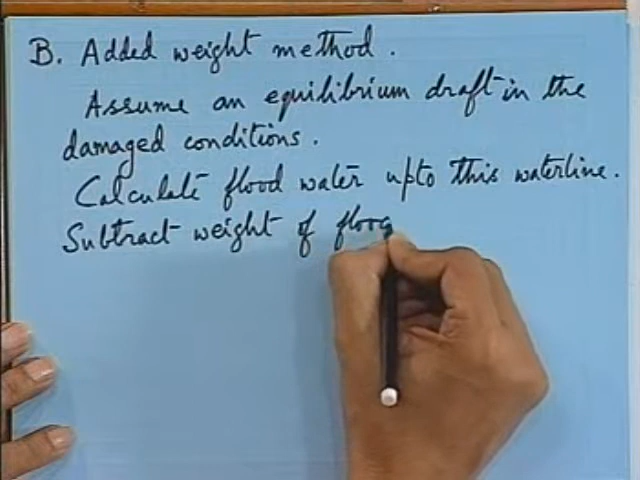 B. Added weight method.
Assume an equilibrium draft in the
damaged conditions.
Calculate flood water upto this waterline.
Subtract weight of floo